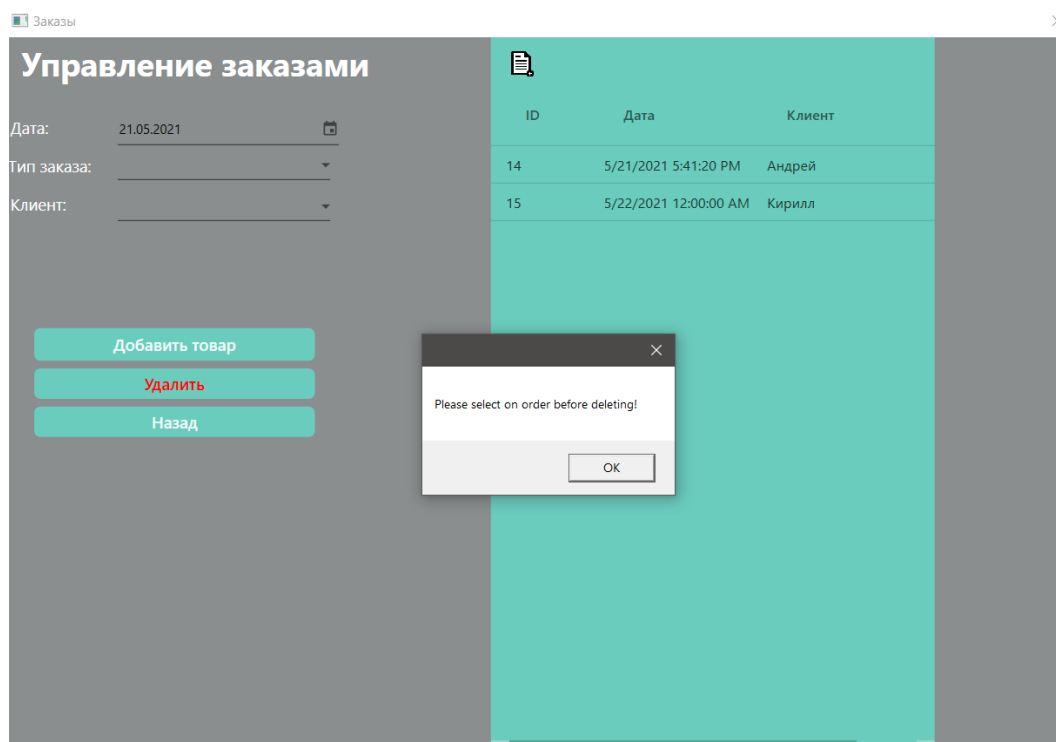 Заказы
Управление заказами
Дата:
21.05.2021
Тип заказа:
Клиент:
Добавить товар
Удалить
Назад
ID Дата Клиент
14 5/21/2021 5:41:20 PM Андрей
15 5/22/2021 12:00:00 AM Кирилл
Please select on order before deleting!
OK